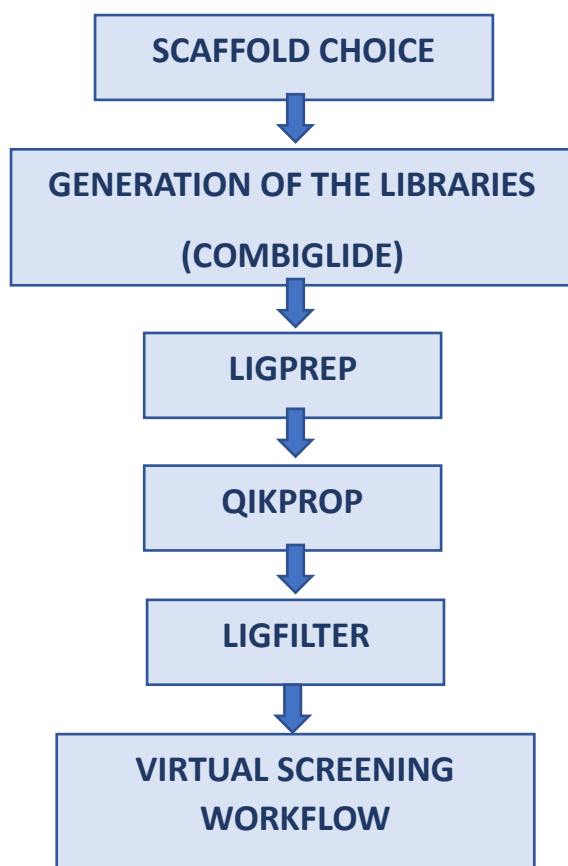 SCAFFOLD CHOICE
GENERATION OF THE LIBRARIES
(COMBIGLIDE)
LIGPREP
QIKPROP
LIGFILTER
VIRTUAL SCREENING
WORKFLOW